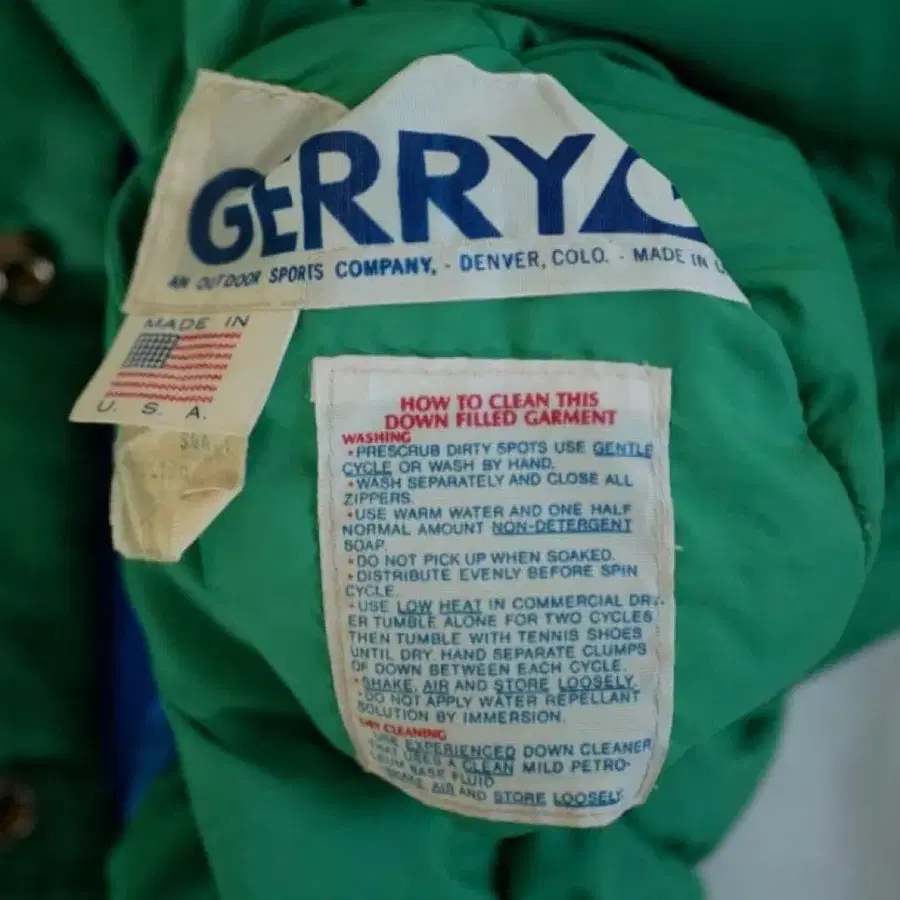 GERRY
AN OUTDOOR SPORTS COMPANY, - DENVER, COLO. - MADE IN
MADE IN
U. S. A.
HOW TO CLEAN THIS
DOWN FILLED GARMENT
WASHING
•PRESCRUB DIRTY SPOTS USE GENTLE
CYCLE OR WASH BY HAND.
•WASH SEPARATELY AND CLOSE ALL
ZIPPERS.
•USE WARM WATER AND ONE HALF
NORMAL AMOUNT NON-DETERGENT
SOAP.
•DO NOT PICK UP WHEN SOAKED.
•DISTRIBUTE EVENLY BEFORE SPIN
CYCLE.
•USE LOW HEAT IN COMMERCIAL DRY-
ER TUMBLE ALONE FOR TWO CYCLES
THEN TUMBLE WITH TENNIS SHOES
UNTIL DRY HAND SEPARATE CLUMPS
OF DOWN BETWEEN EACH CYCLE.
•SHAKE, AIR AND STORE LOOSELY.
•DO NOT APPLY WATER REPELLANT
SOLUTION BY IMMERSION.
DRY CLEANING
USE EXPERIENCED DOWN CLEANER
THAT USES A CLEAN MILD PETRO-
LEUM BASE FLUID
SHAKE, AIR AND STORE LOOSELY.